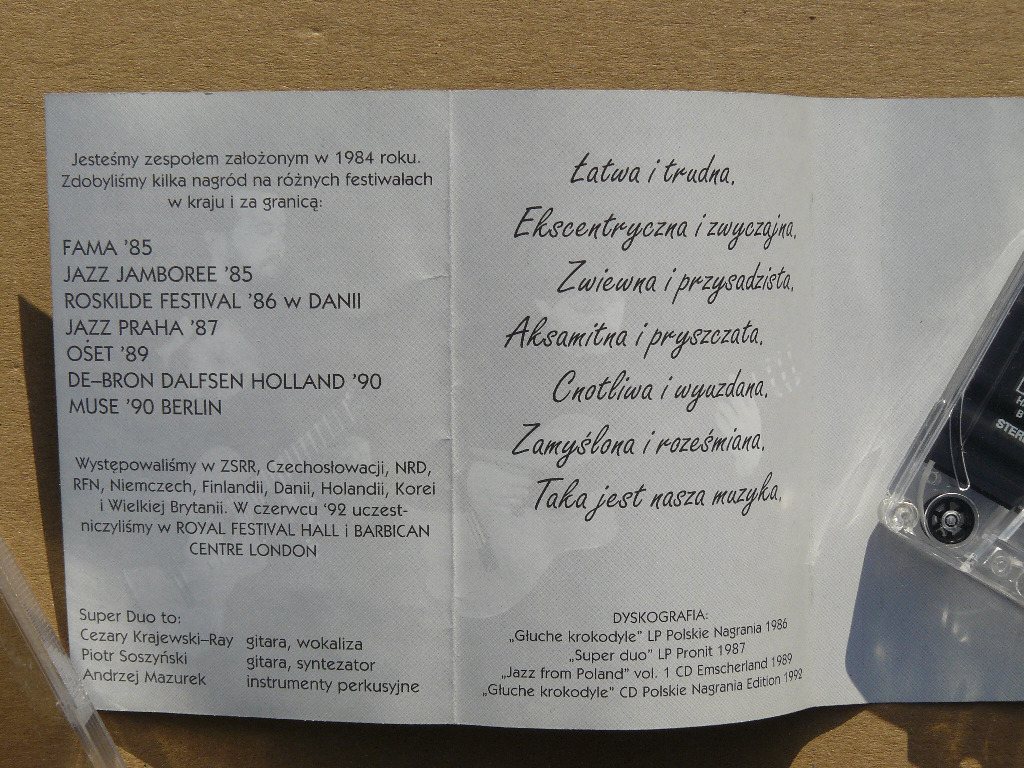 Jesteśmy zespołem założonym w 1984 roku.
Zdobyliśmy kilka nagród na różnych festiwalach
w kraju i za granicą:
FAMA '85
JAZZ JAMBOREE '85
ROSKILDE FESTIVAL '86 w DANII
JAZZ PRAHA '87
OŚET '89
DE–BRON DALFSEN HOLLAND '90
MUSE '90 BERLIN
Występowaliśmy w ZSRR, Czechosłowacji, NRD,
RFN, Niemczech, Finlandii, Danii, Holandii, Korei
i Wielkiej Brytanii. W czerwcu '92 uczest-
niczyliśmy w ROYAL FESTIVAL HALL i BARBICAN
CENTRE LONDON
Super Duo to:
Cezary Krajewski–Ray gitara, wokaliza
Piotr Soszyński gitara, syntezator
Andrzej Mazurek instrumenty perkusyjne
Łatwa i trudna.
Ekscentryczna i zwyczajna.
Zwiewna i przysadzista.
Aksamitna i pryszczata.
Cnotliwa i wyuzdana.
Zamyślona i roześmiana.
Taka jest nasza muzyka.
DYSKOGRAFIA:
„Głuche krokodyle" LP Polskie Nagrania 1986
„Super duo" LP Pronit 1987
„Jazz from Poland" vol. 1 CD Emscherland 1989
„Głuche krokodyle" CD Polskie Nagrania Edition 1992